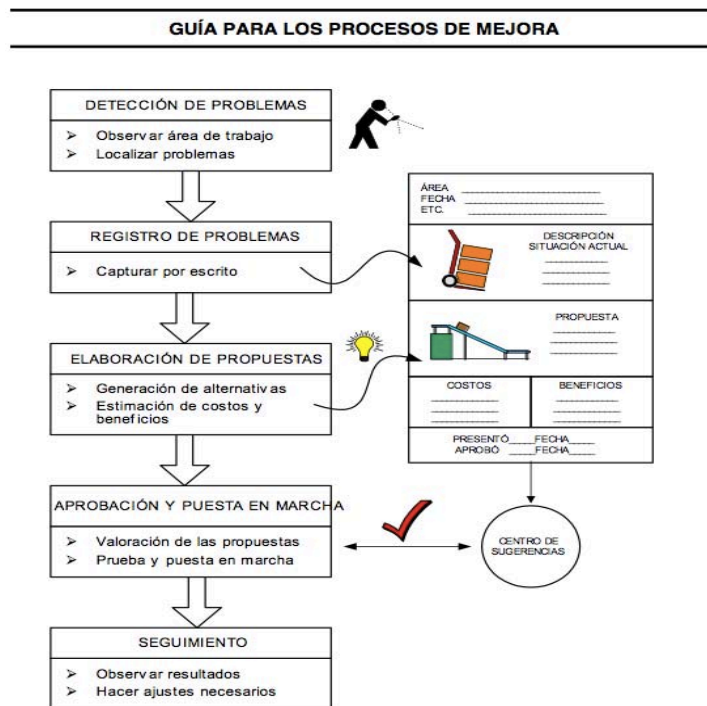 GUÍA PARA LOS PROCESOS DE MEJORA
DETECCIÓN DE PROBLEMAS
➢ Observar área de trabajo
➢ Localizar problemas
REGISTRO DE PROBLEMAS
➢ Capturar por escrito
ELABORACIÓN DE PROPUESTAS
➢ Generación de alternativas
➢ Estimación de costos y
beneficios
APROBACIÓN Y PUESTA EN MARCHA
➢ Valoración de las propuestas
➢ Prueba y puesta en marcha
SEGUIMIENTO
➢ Observar resultados
➢ Hacer ajustes necesarios
ÁREA
FECHA
ETC.
DESCRIPCIÓN
SITUACIÓN ACTUAL
PROPUESTA
COSTOS
BENEFICIOS
PRESENTÓ_____FECHA_____
APROBÓ _____FECHA_____
CENTRO DE
SUGERENCIAS